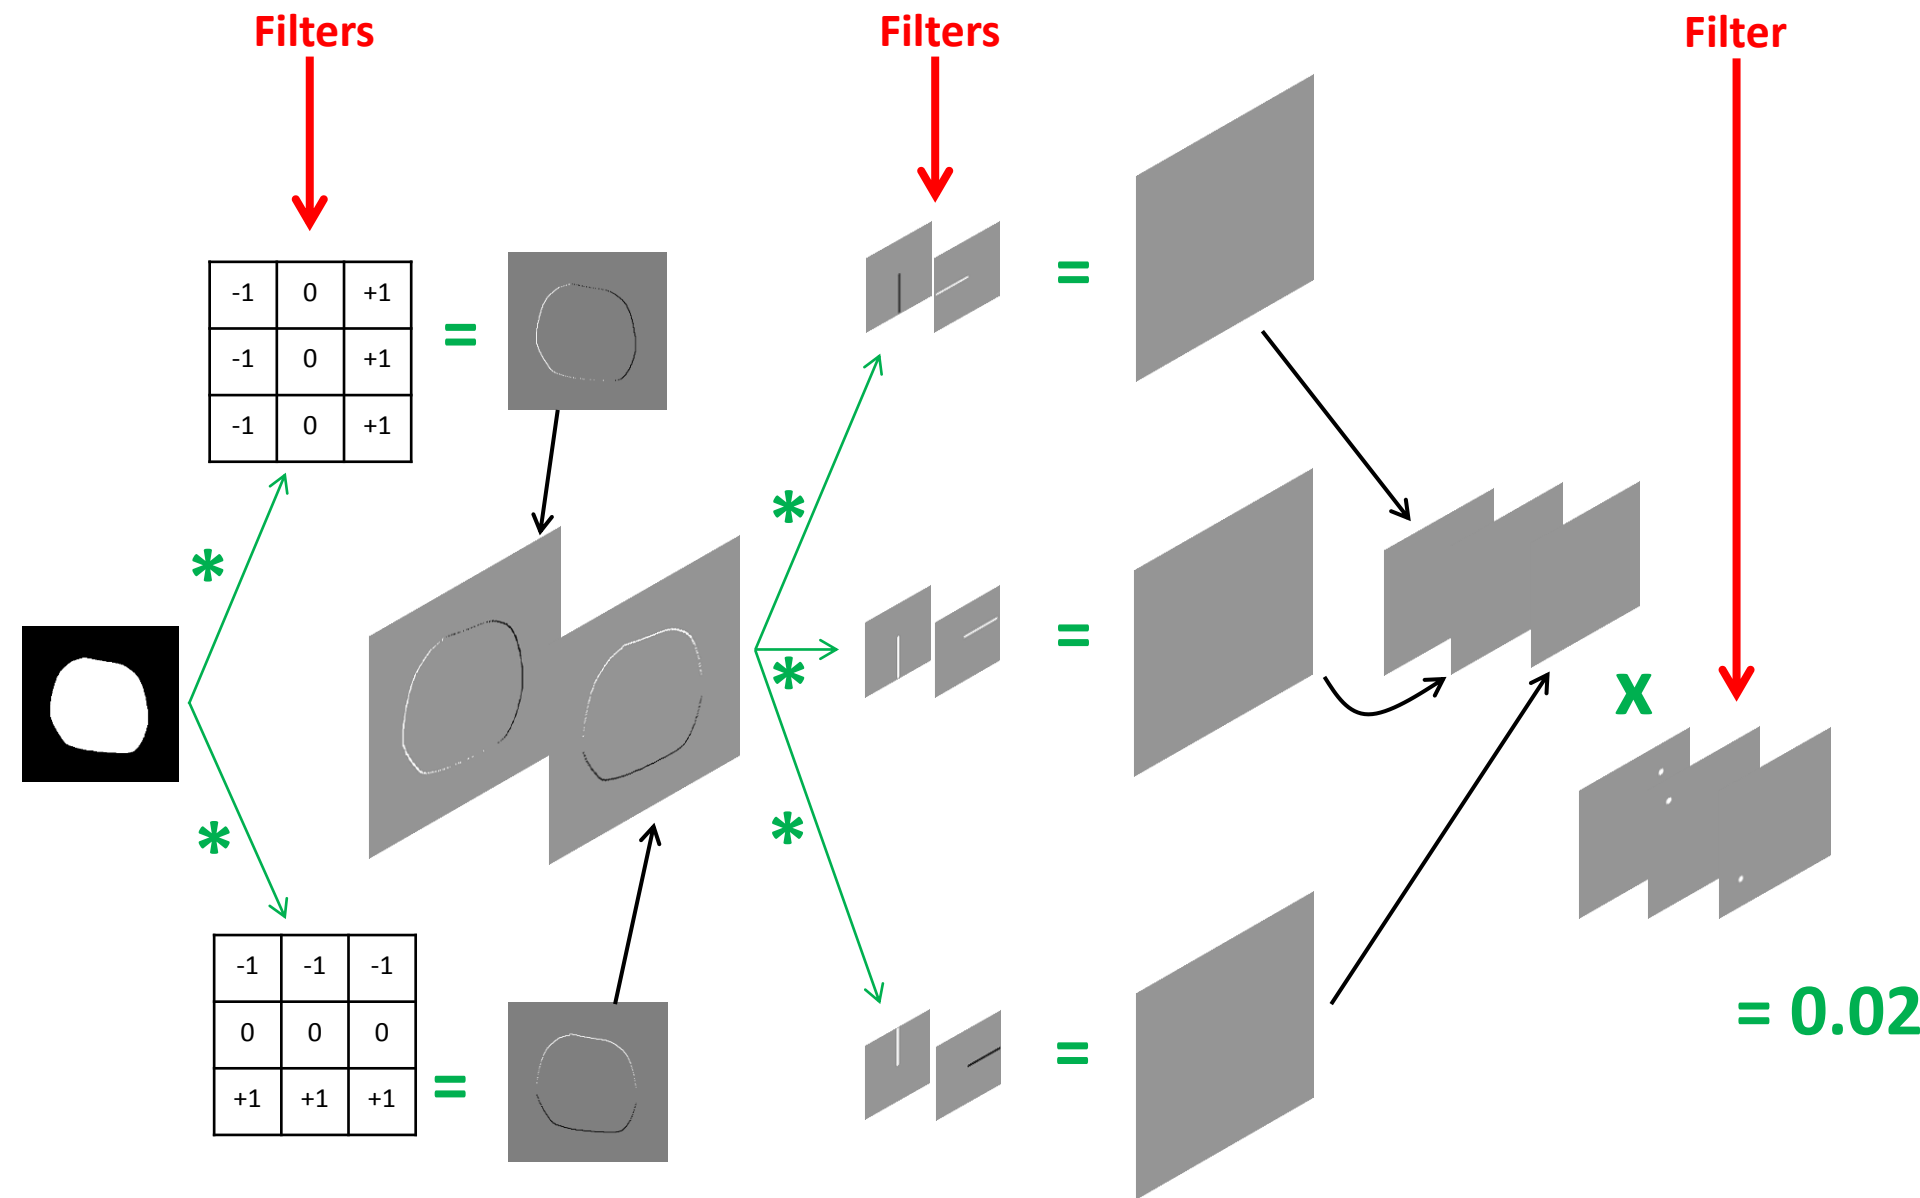 Filters
Filters
Filter
-1 0 +1
-1 0 +1
-1 0 +1
=
=
*
*
=
*
*
x
*
*
-1 -1 -1
0 0 0
+1 +1 +1
=
=
= 0.02